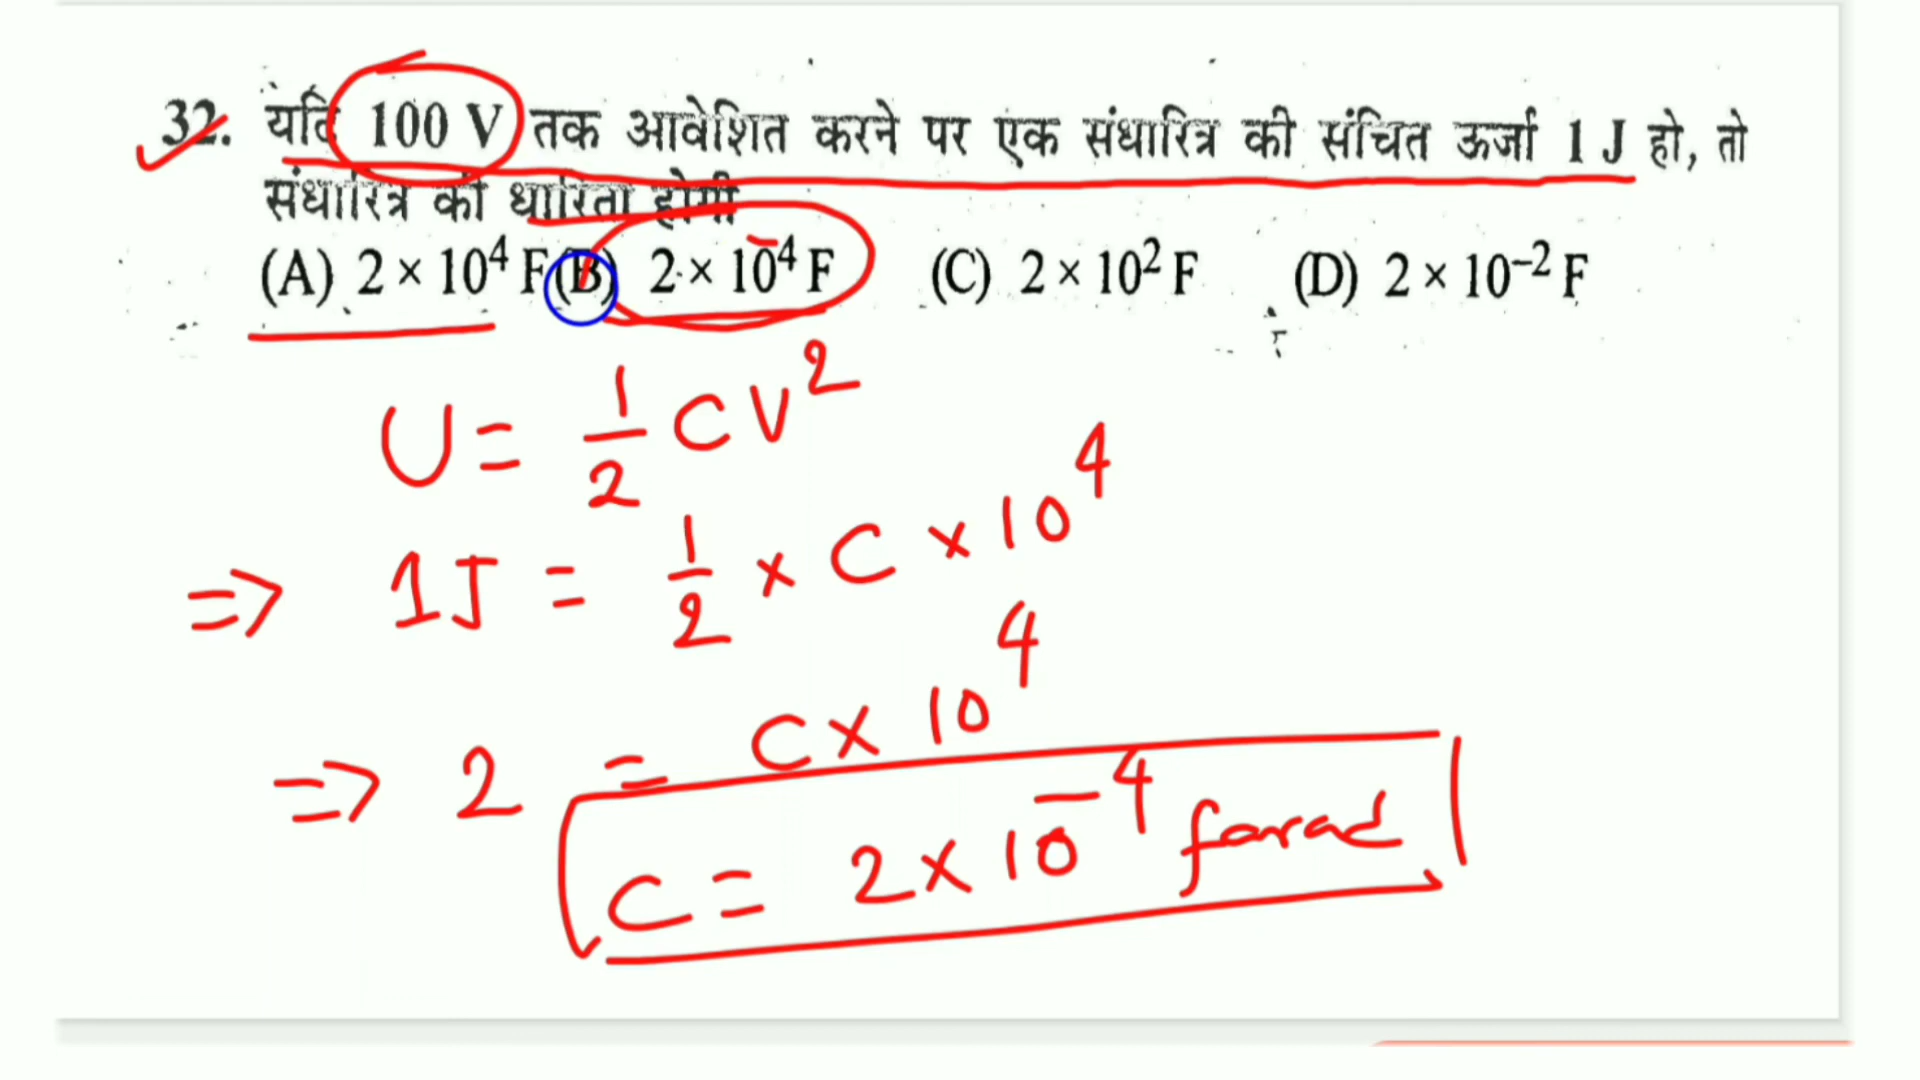 32. यदि 100 V तक आवेशित करने पर एक संधारित्र की संचित ऊर्जा 1 J हो, तो
संधारित्र की धारिता होगी
(A) 2 × 10⁴ F (B) 2 × 10⁻⁴ F (C) 2 × 10² F (D) 2 × 10⁻² F
U = 1/2 CV²
⇒ 1J = 1/2 × C × 10⁴
⇒ 2 = C × 10⁴
C = 2 × 10⁻⁴ farad